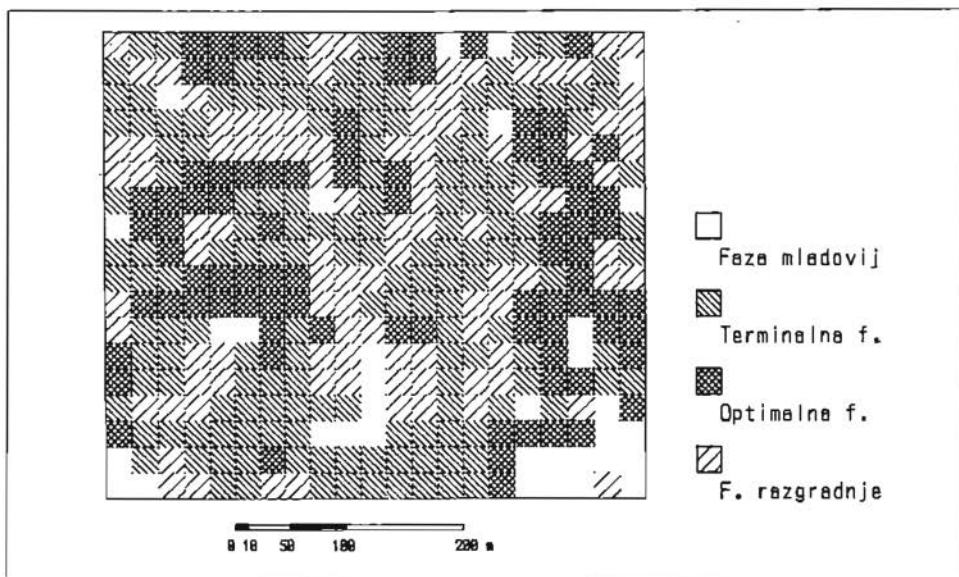 Faza mladovij
Terminalna f.
Optimalna f.
F. razgradnje
0 10 50 100 200 m